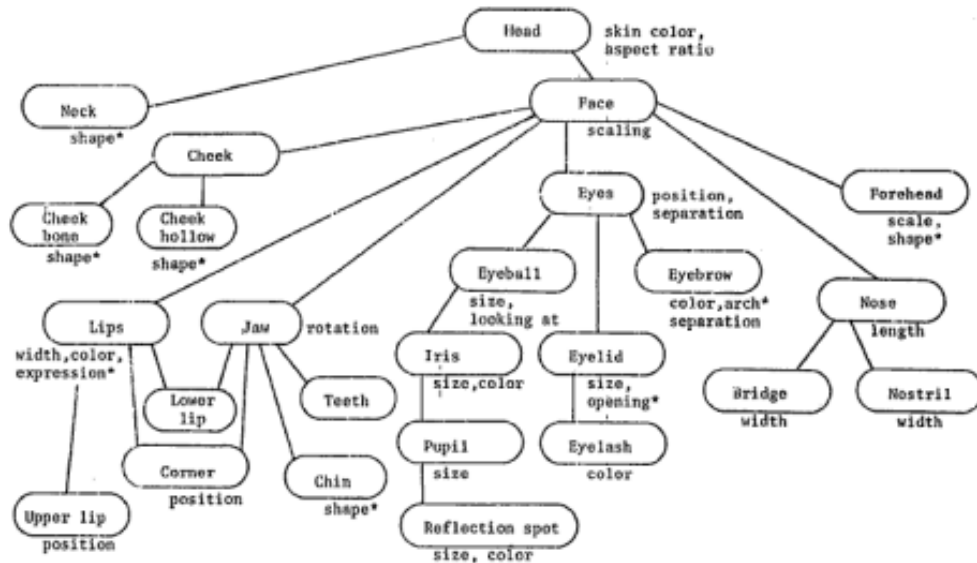 Head
skin color,
aspect ratio
Neck
shape*
Face
scaling
Cheek
Eyes
position,
separation
Forehead
scale,
shape*
Cheek
bone
shape*
Cheek
hollow
shape*
Eyeball
size,
looking at
Eyebrow
color,arch*
separation
Nose
length
Lips
width,color,
expression*
Jaw
rotation
Iris
size,color
Eyelid
size,
opening*
Bridge
width
Nostril
width
Lower
lip
Teeth
Corner
position
Chin
shape*
Pupil
size
Eyelash
color
Upper lip
position
Reflection spot
size, color